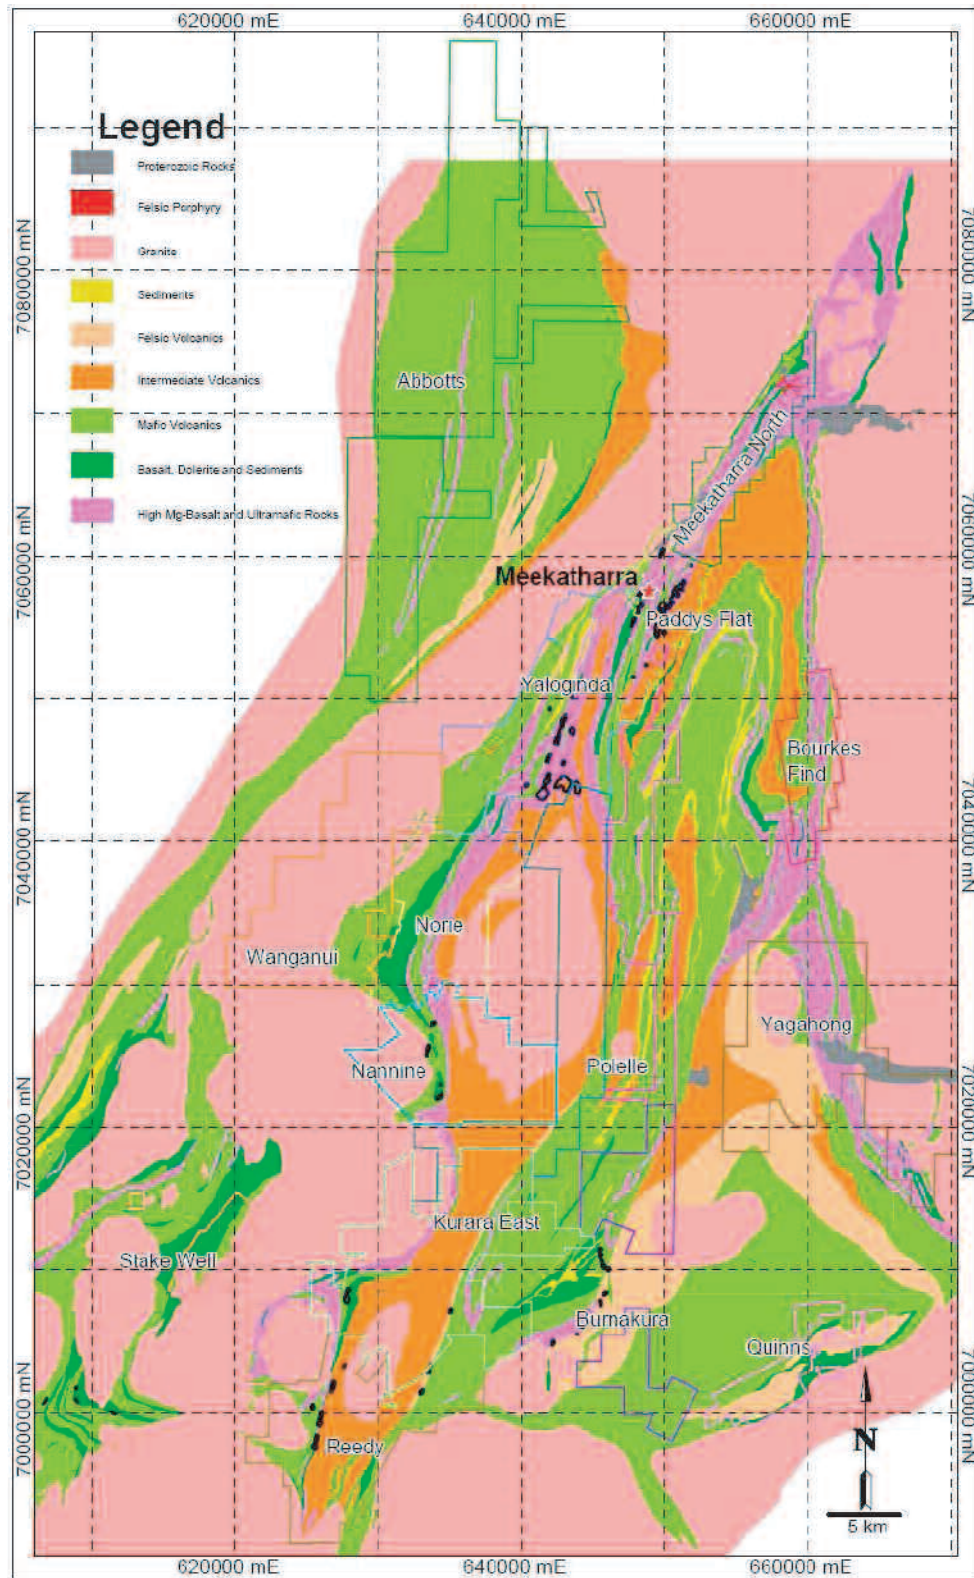 620000 mE 640000 mE 660000 mE
Legend
Proterozoic Rocks
Felsic Porphyry
Granite
Sediments
Felsic Volcanics
Intermediate Volcanics
Mafic Volcanics
Basalt, Dolerite and Sediments
High Mg-Basalt and Ultramafic Rocks
7080000 mN
7080000 mN
Abbotts
Meekatharra North
7060000 mN
7060000 mN
Meekatharra
Paddys Flat
Yaloginda
Bourkes
Find
7040000 mN
7040000 mN
Norie
Wanganui
Yagahong
Nannine
Polelle
7020000 mN
7020000 mN
Kurara East
Stake Well
Burnakura
Quinns
7000000 mN
7000000 mN
Reedy
N
5 km
620000 mE 640000 mE 660000 mE